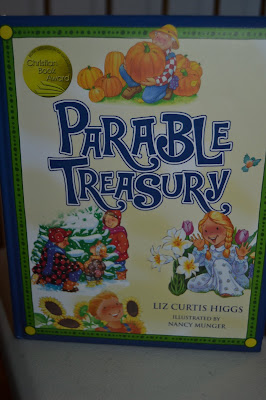 Christian
Book
Award
PARABLE
TREASURY
LIZ CURTIS HIGGS
ILLUSTRATED BY
NANCY MUNGER